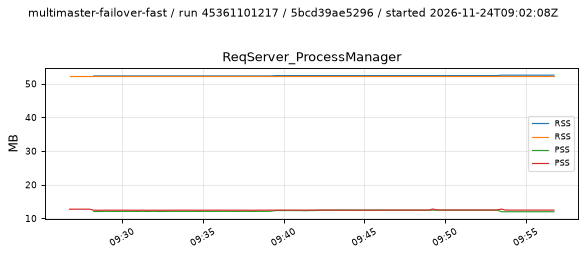 multimaster-failover-fast / run 45361101217 / 5bcd39ae5296 / started 2026-11-24T09:02:08Z
ReqServer_ProcessManager
MB
50
40
30
20
10
RSS
RSS
PSS
PSS
09:30
09:35
09:40
09:45
09:50
09:55